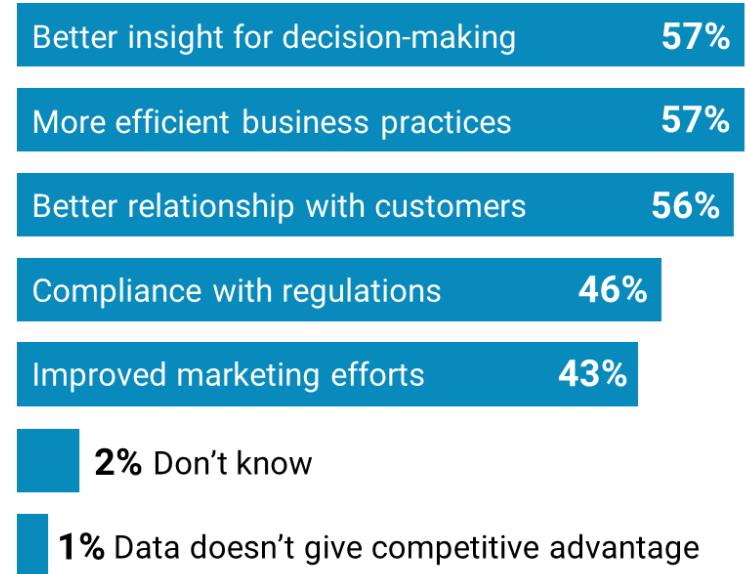 Better insight for decision-making 57%
More efficient business practices 57%
Better relationship with customers 56%
Compliance with regulations 46%
Improved marketing efforts 43%
2% Don’t know
1% Data doesn’t give competitive advantage